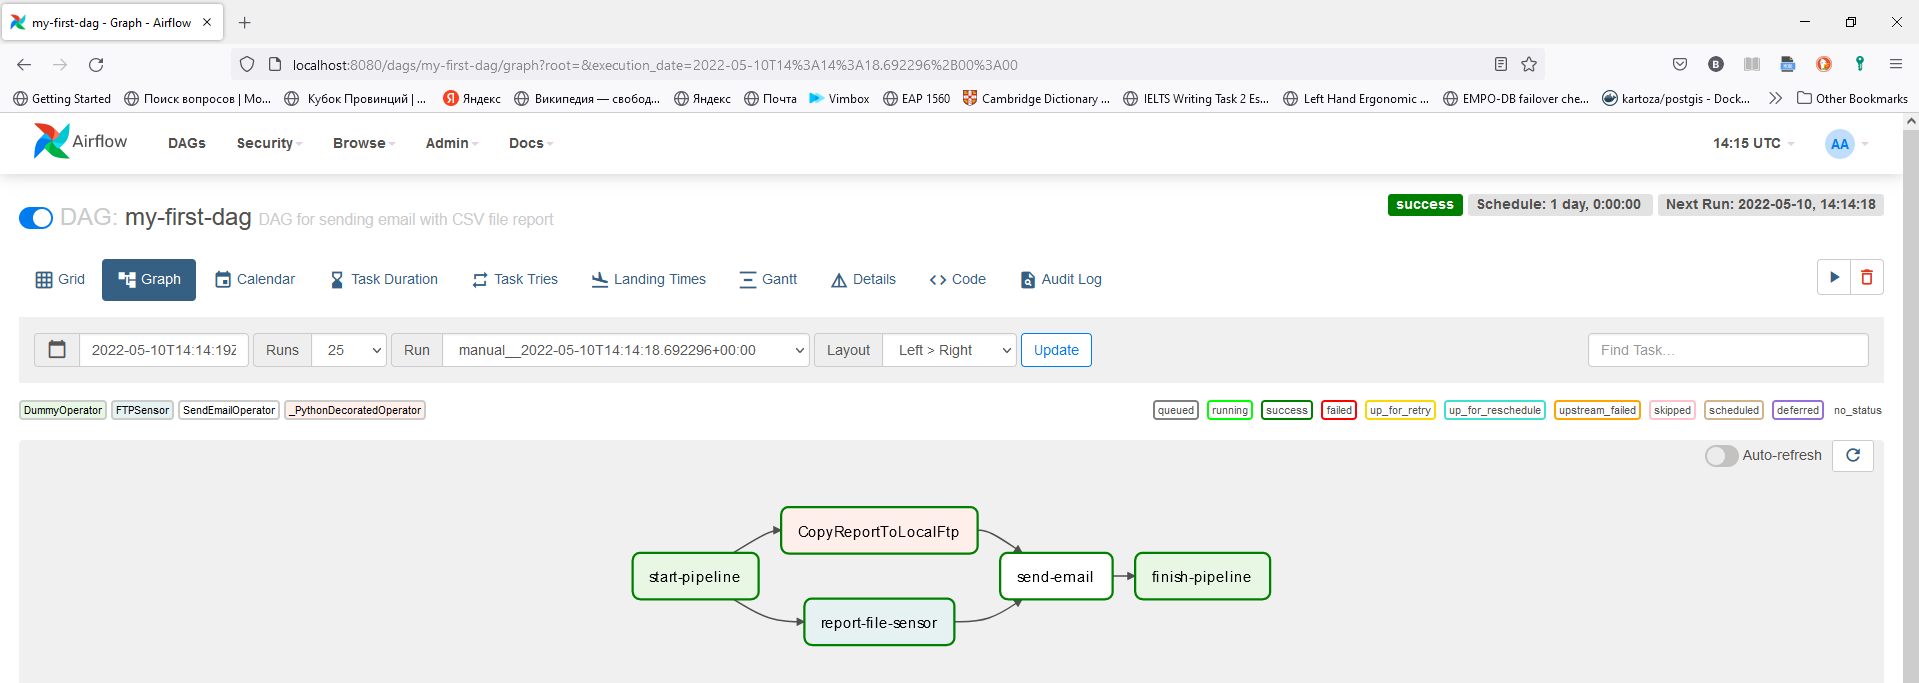 my-first-dag - Graph - Airflow
localhost:8080/dags/my-first-dag/graph?root=&execution_date=2022-05-10T14%3A14%3A18.692296%2B00%3A00
Getting Started Поиск вопросов | Mo... Кубок Провинций | ... Яндекс Википедия — свобод... Яндекс Почта Vimbox EAP 1560 Cambridge Dictionary ... IELTS Writing Task 2 Es... Left Hand Ergonomic ... EMPO-DB failover che... kartoza/postgis - Dock... Other Bookmarks
Airflow DAGs Security Browse Admin Docs 14:15 UTC AA
DAG: my-first-dag DAG for sending email with CSV file report success Schedule: 1 day, 0:00:00 Next Run: 2022-05-10, 14:14:18
Grid Graph Calendar Task Duration Task Tries Landing Times Gantt Details Code Audit Log
2022-05-10T14:14:19Z Runs 25 Run manual__2022-05-10T14:14:18.692296+00:00 Layout Left > Right Update Find Task...
DummyOperator FTPSensor SendEmailOperator _PythonDecoratedOperator queued running success failed up_for_retry up_for_reschedule upstream_failed skipped scheduled deferred no_status
Auto-refresh
CopyReportToLocalFtp
start-pipeline send-email finish-pipeline
report-file-sensor